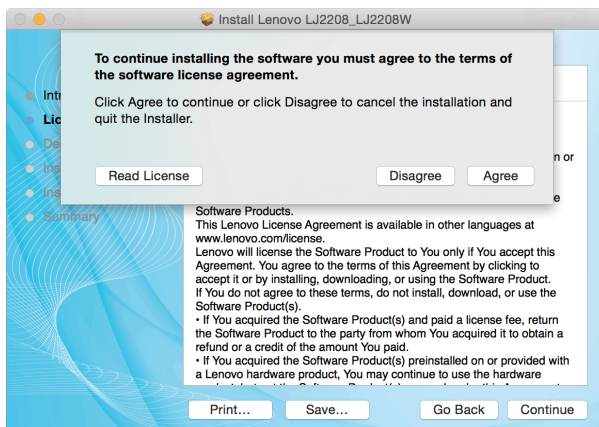 Install Lenovo LJ2208_LJ2208W
To continue installing the software you must agree to the terms of
the software license agreement.
Click Agree to continue or click Disagree to cancel the installation and
quit the Installer.
Read License
Disagree
Agree
Summary
n or
e
Software Products.
This Lenovo License Agreement is available in other languages at
www.lenovo.com/license.
Lenovo will license the Software Product to You only if You accept this
Agreement. You agree to the terms of this Agreement by clicking to
accept it or by installing, downloading, or using the Software Product.
If You do not agree to these terms, do not install, download, or use the
Software Product(s).
• If You acquired the Software Product(s) and paid a license fee, return
the Software Product to the party from whom You acquired it to obtain a
refund or a credit of the amount You paid.
• If You acquired the Software Product(s) preinstalled on or provided with
a Lenovo hardware product, You may continue to use the hardware
Print...
Save...
Go Back
Continue